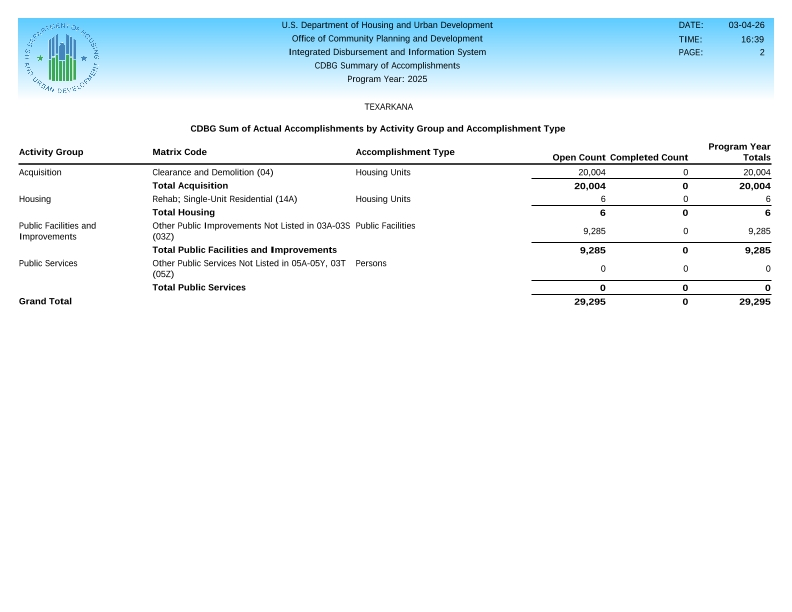 U.S. DEPARTMENT OF HOUSING AND URBAN DEVELOPMENT
U.S. Department of Housing and Urban Development DATE: 03-04-26
Office of Community Planning and Development TIME: 16:39
Integrated Disbursement and Information System PAGE: 2
CDBG Summary of Accomplishments
Program Year: 2025
TEXARKANA
CDBG Sum of Actual Accomplishments by Activity Group and Accomplishment Type
Activity Group Matrix Code Accomplishment Type Open Count Completed Count Program Year Totals
Acquisition Clearance and Demolition (04) Housing Units 20,004 0 20,004
Total Acquisition 20,004 0 20,004
Housing Rehab; Single-Unit Residential (14A) Housing Units 6 0 6
Total Housing 6 0 6
Public Facilities and Improvements Other Public Improvements Not Listed in 03A-03S (03Z) Public Facilities 9,285 0 9,285
Total Public Facilities and Improvements 9,285 0 9,285
Public Services Other Public Services Not Listed in 05A-05Y, 03T (05Z) Persons 0 0 0
Total Public Services 0 0 0
Grand Total 29,295 0 29,295